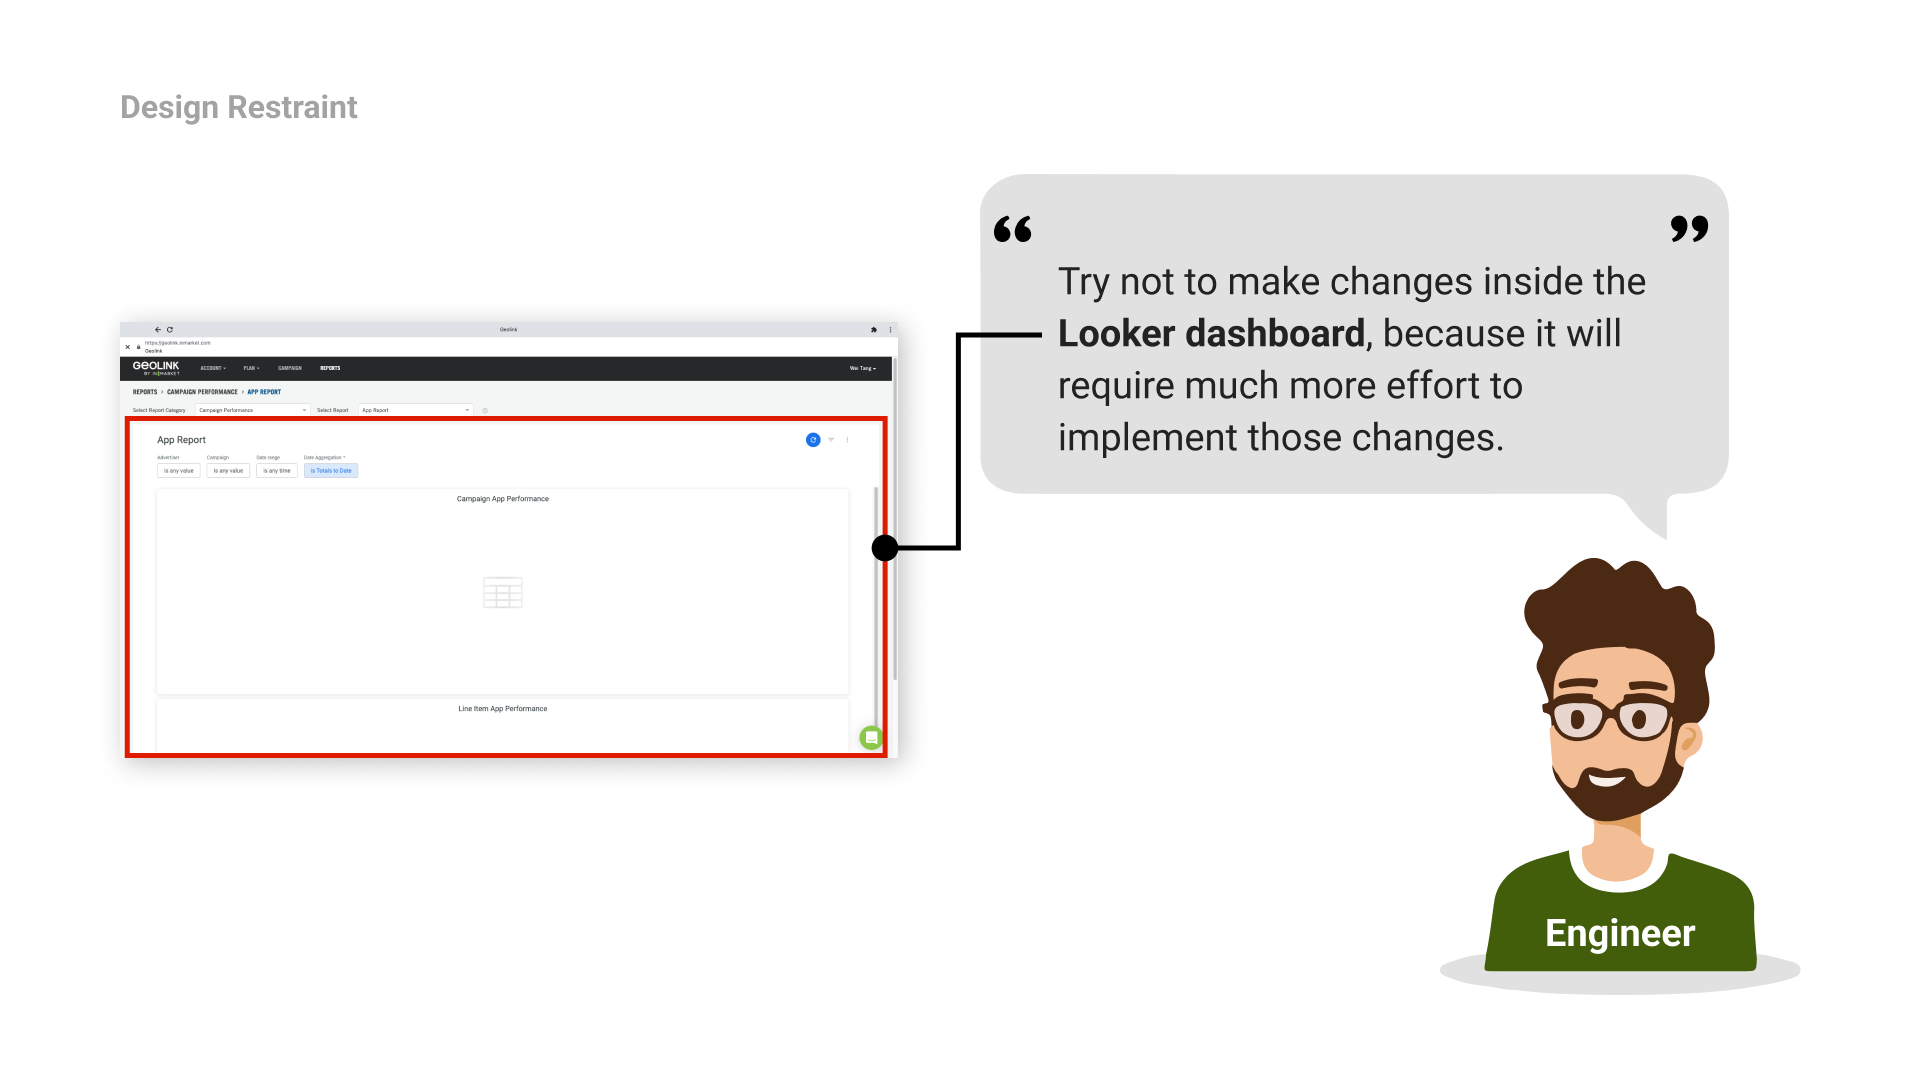 Design Restraint
“ ”
Try not to make changes inside the
Looker dashboard, because it will
require much more effort to
implement those changes.
Geolink
https://geolink.inmarket.com
Geolink
GEOLINK
BY INMARKET
ACCOUNT PLAN CAMPAIGN REPORTS Wei Tang
REPORTS > CAMPAIGN PERFORMANCE > APP REPORT
Select Report Category Campaign Performance Select Report App Report
App Report
Advertiser Campaign Date range Date Aggregation *
is any value is any value is any time is Totals to Date
Campaign App Performance
Line Item App Performance
Engineer